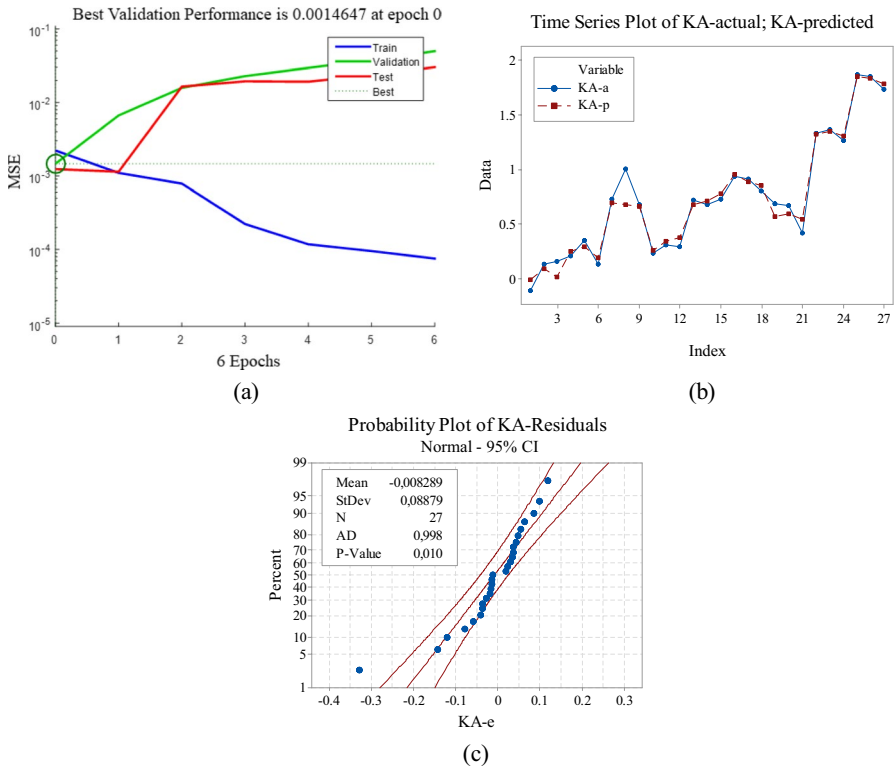 Best Validation Performance is 0.0014647 at epoch 0
MSE
10-1
10-2
10-3
10-4
10-5
Train
Validation
Test
Best
0 1 2 3 4 5 6
6 Epochs
(a)
Time Series Plot of KA-actual; KA-predicted
Data
2
1.5
1
0.5
0
Variable
KA-a
KA-p
3 6 9 12 15 18 21 24 27
Index
(b)
Probability Plot of KA-Residuals
Normal - 95% CI
Percent
99
95
90
80
70
60
50
40
30
20
10
5
1
Mean -0,008289
StDev 0,08879
N 27
AD 0,998
P-Value 0,010
-0.4 -0.3 -0.2 -0.1 0 0.1 0.2 0.3
KA-e
(c)